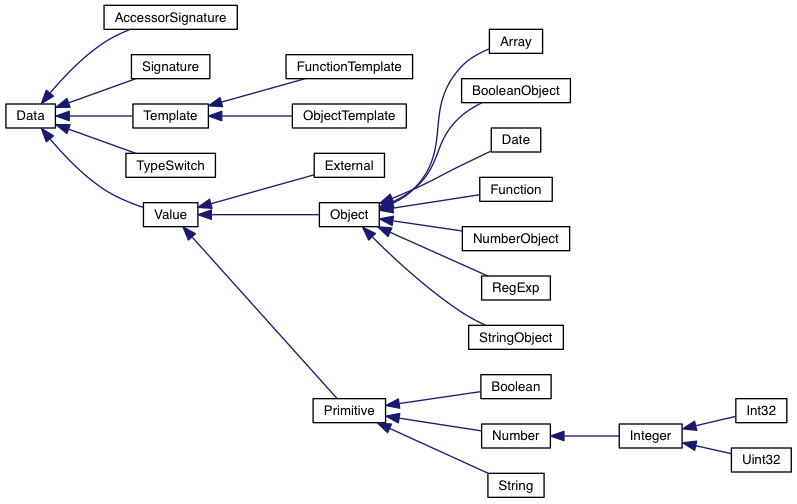 AccessorSignature
Array
Signature
FunctionTemplate
BooleanObject
Data
Template
ObjectTemplate
Date
TypeSwitch
External
Function
Value
Object
NumberObject
RegExp
StringObject
Boolean
Primitive
Int32
Number
Integer
Uint32
String